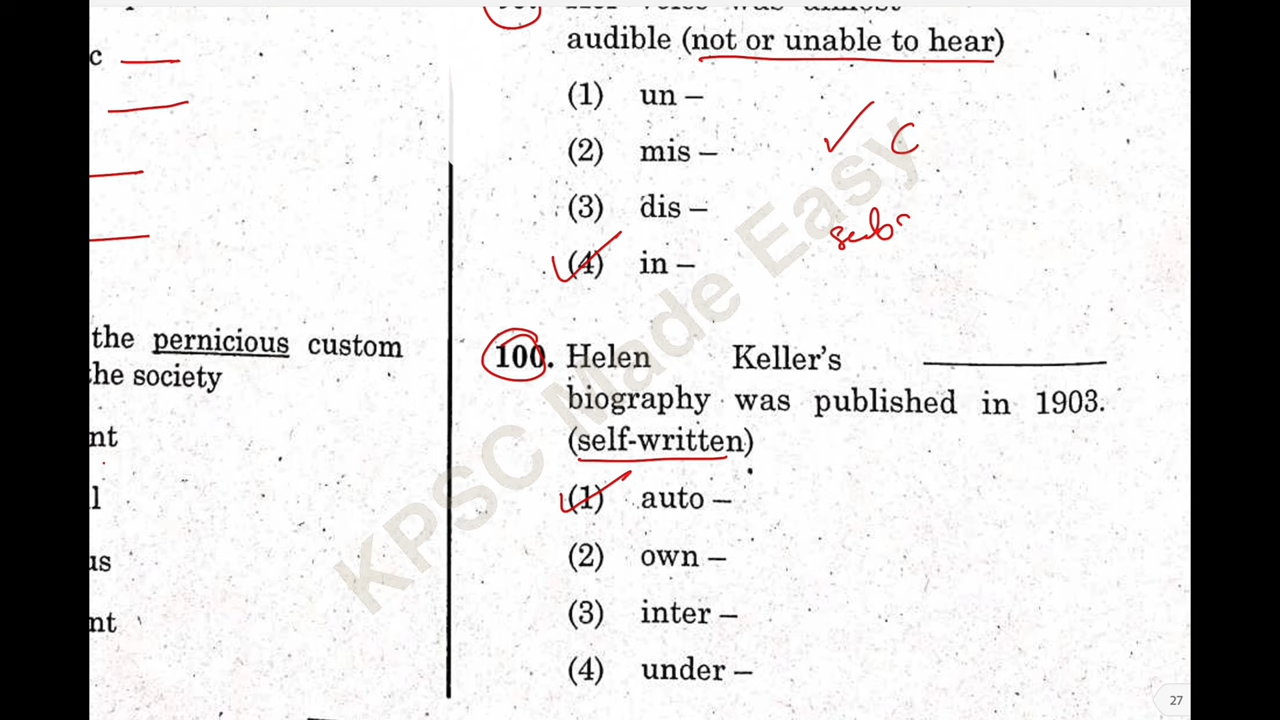 c
the pernicious custom
he society
nt
l
us
nt
audible (not or unable to hear)
(1) un –
(2) mis –
(3) dis –
(4) in –
C
100. Helen Keller's ________
biography was published in 1903.
(self-written)
(1) auto –
(2) own –
(3) inter –
(4) under –
KPSC Made Easy
27